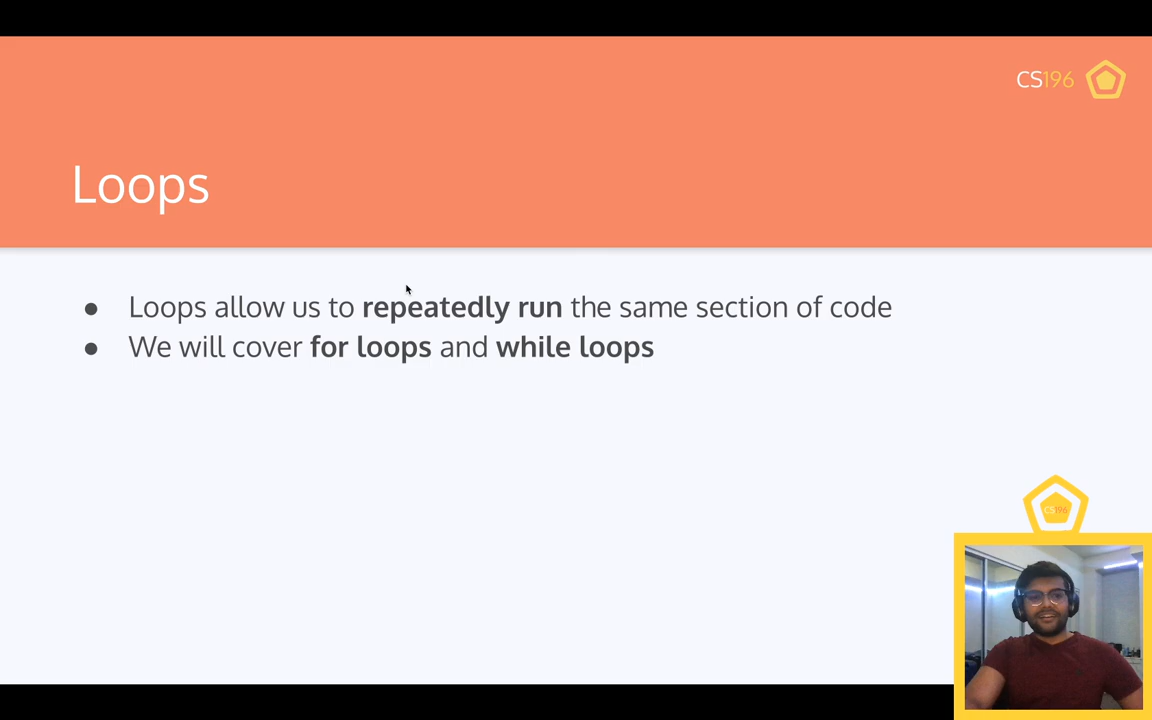 CS196
Loops
● Loops allow us to repeatedly run the same section of code
● We will cover for loops and while loops
CS196